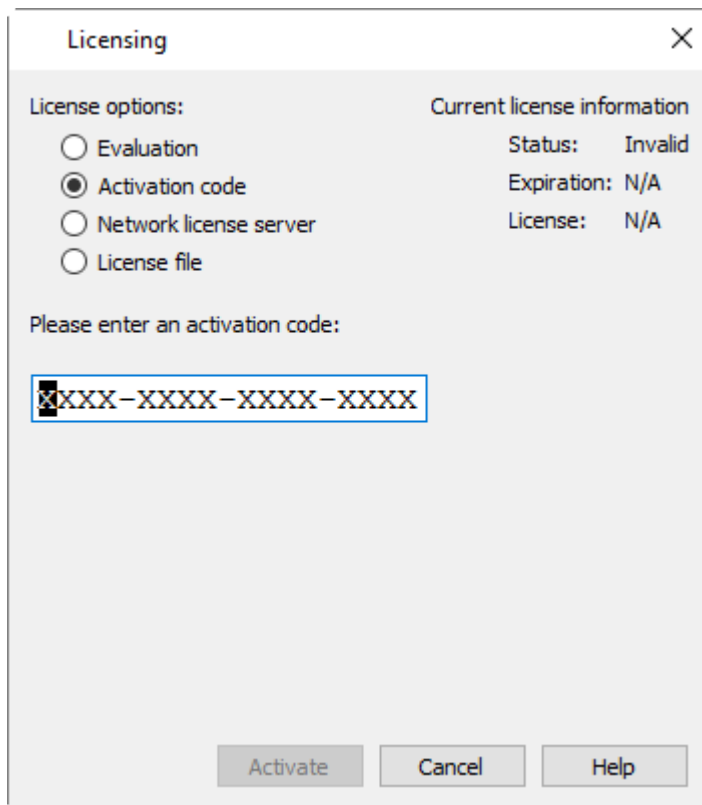 Licensing
License options:
Evaluation
Activation code
Network license server
License file
Current license information
Status: Invalid
Expiration: N/A
License: N/A
Please enter an activation code:
XXXX-XXXX-XXXX-XXXX
Activate
Cancel
Help